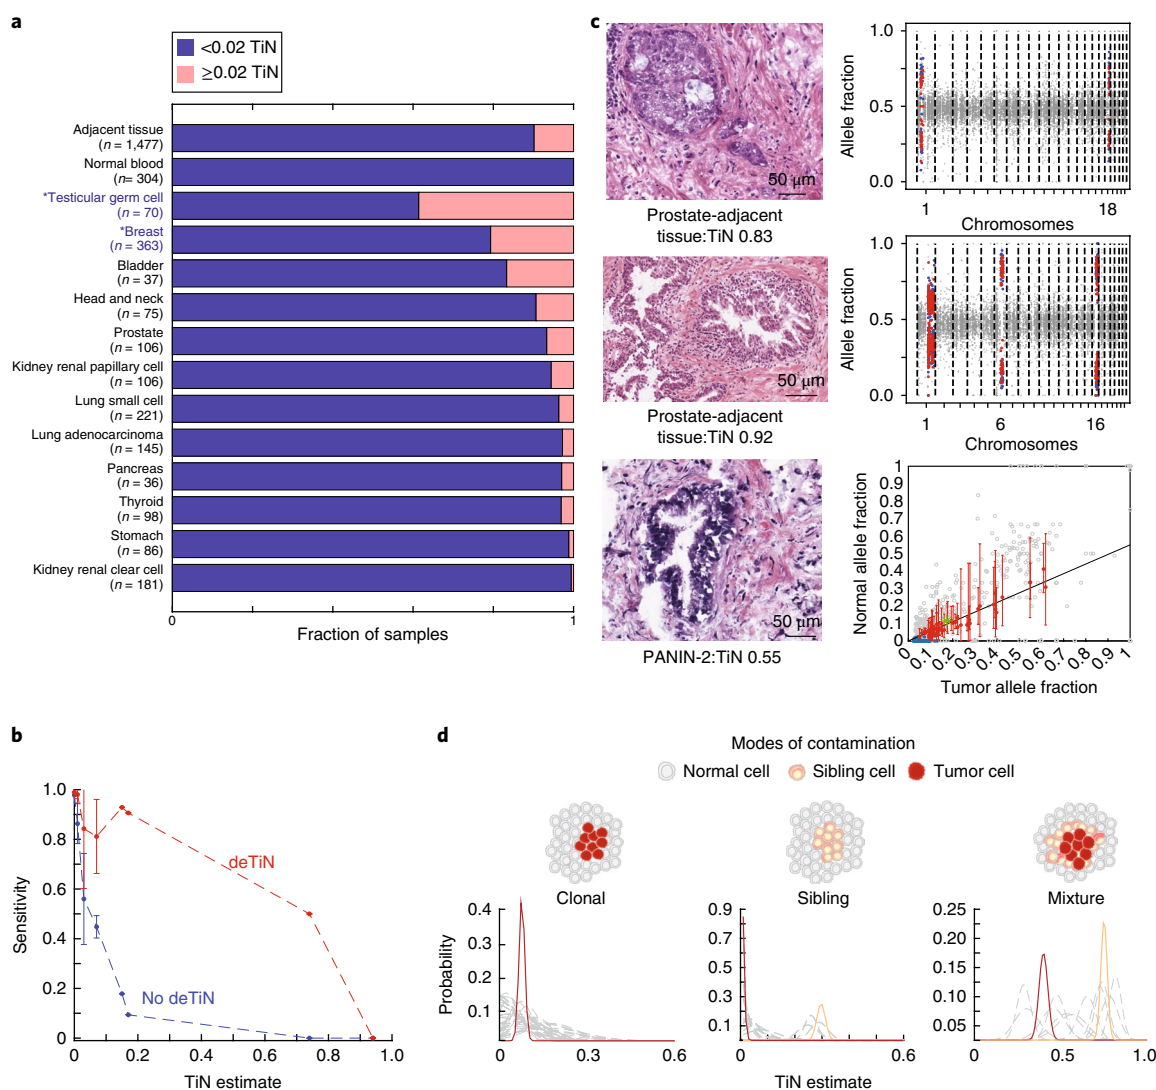 a
<0.02 TiN
≥0.02 TiN
Adjacent tissue
(n = 1,477)
Normal blood
(n= 304)
*Testicular germ cell
(n = 70)
*Breast
(n = 363)
Bladder
(n = 37)
Head and neck
(n = 75)
Prostate
(n = 106)
Kidney renal papillary cell
(n = 106)
Lung small cell
(n = 221)
Lung adenocarcinoma
(n = 145)
Pancreas
(n = 36)
Thyroid
(n = 98)
Stomach
(n = 86)
Kidney renal clear cell
(n = 181)
0
1
Fraction of samples
c
50 μm
Prostate-adjacent
tissue:TiN 0.83
1.0
0.5
0.0
Allele fraction
1
18
Chromosomes
50 μm
Prostate-adjacent
tissue:TiN 0.92
1.0
0.5
0.0
Allele fraction
1
6
16
Chromosomes
50 μm
PANIN-2:TiN 0.55
1
0.9
0.8
0.7
0.6
0.5
0.4
0.3
0.2
0.1
0
Normal allele fraction
0
0.1
0.2
0.3
0.4
0.5
0.6
0.7
0.8
0.9
1
Tumor allele fraction
b
1.0
0.8
0.6
0.4
0.2
0
Sensitivity
deTiN
No deTiN
0
0.2
0.4
0.6
0.8
1.0
TiN estimate
d
Modes of contamination
Normal cell
Sibling cell
Tumor cell
Clonal
Sibling
Mixture
0.4
0.3
0.2
0.1
Probability
0
0.3
0.6
0.9
0.7
0.5
0.3
0.1
0
0.3
0.6
0.25
0.20
0.15
0.10
0.05
0
0.5
1.0
TiN estimate